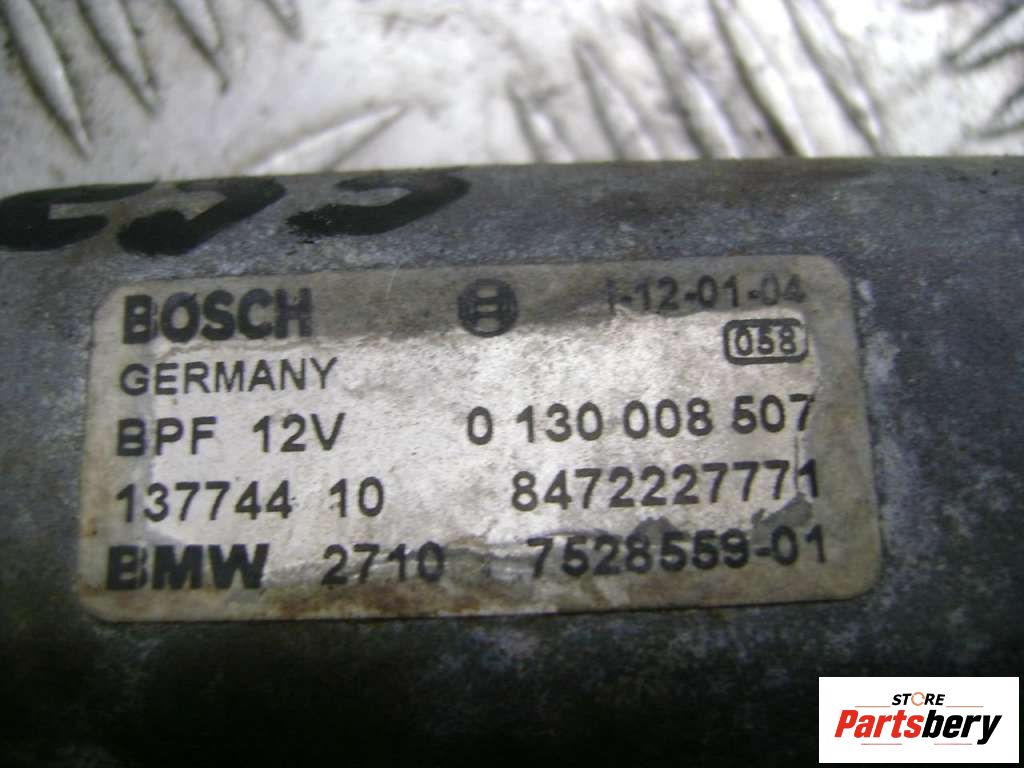 BOSCH I-12-01-04
GERMANY 058
BPF 12V 0 130 008 507
137744 10 8472227771
BMW 2710 7528559-01
STORE
Partsbery